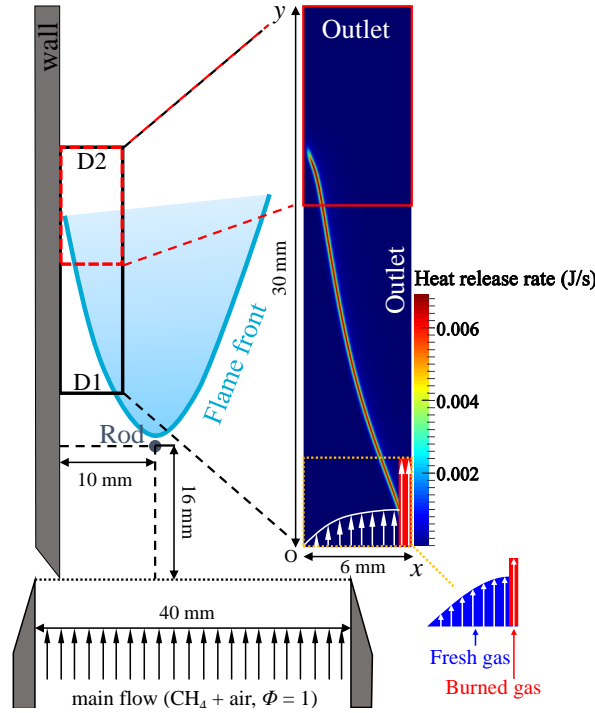 wall
y
Outlet
D2
30 mm
Outlet
Heat release rate (J/s)
0.006
0.004
0.002
Flame front
D1
Rod
10 mm
16 mm
O
6 mm
x
40 mm
Fresh gas
Burned gas
main flow (CH₄ + air, Φ = 1)